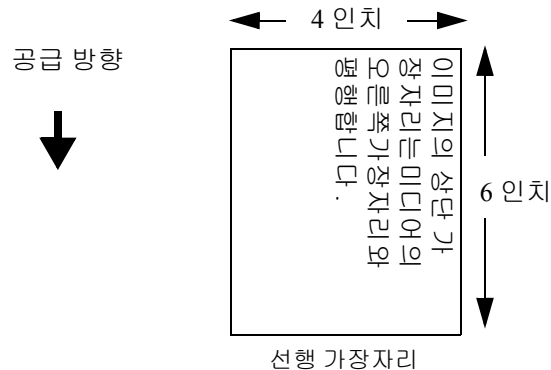 4 인치
공급 방향
이미지의 상단 가
장자리는미디어의
오른쪽가장자리와
평행합니다.
6 인치
선행 가장자리